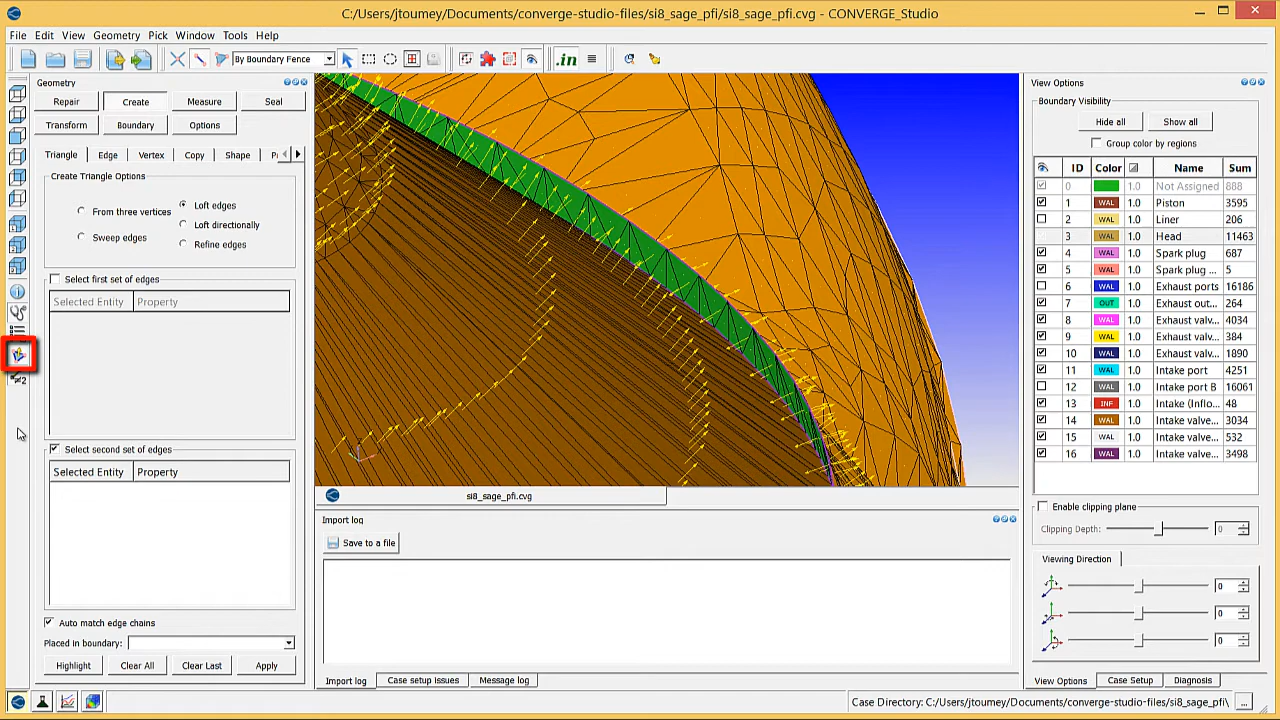 C:/Users/jtoumey/Documents/converge-studio-files/si8_sage_pfi/si8_sage_pfi.cvg - CONVERGE_Studio
File Edit View Geometry Pick Window Tools Help
By Boundary Fence
.in
Geometry
Repair Create Measure Seal
Transform Boundary Options
Triangle Edge Vertex Copy Shape
Create Triangle Options
From three vertices
Loft edges
Loft directionally
Sweep edges
Refine edges
Select first set of edges
Selected Entity Property
Select second set of edges
Selected Entity Property
Auto match edge chains
Placed in boundary:
Highlight Clear All Clear Last Apply
si8_sage_pfi.cvg
Import log
Save to a file
Import log Case setup issues Message log
View Options
Boundary Visibility
Hide all Show all
Group color by regions
ID Color Name Sum
0 1.0 Not Assigned 888
1 WAL 1.0 Piston 3595
2 WAL 1.0 Liner 206
3 WAL 1.0 Head 11463
4 WAL 1.0 Spark plug 687
5 WAL 1.0 Spark plug ... 5
6 WAL 1.0 Exhaust ports 16186
7 OUT 1.0 Exhaust out... 264
8 WAL 1.0 Exhaust valv... 4034
9 WAL 1.0 Exhaust valv... 384
10 WAL 1.0 Exhaust valv... 1890
11 WAL 1.0 Intake port 4251
12 WAL 1.0 Intake port B 16061
13 INF 1.0 Intake (Inflo... 48
14 WAL 1.0 Intake valve... 3034
15 WAL 1.0 Intake valve... 532
16 WAL 1.0 Intake valve... 3498
Enable clipping plane
Clipping Depth: 0
Viewing Direction
0
0
0
View Options Case Setup Diagnosis
Case Directory: C:/Users/jtoumey/Documents/converge-studio-files/si8_sage_pfi\ ...